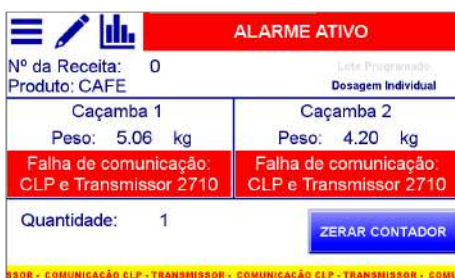 ALARME ATIVO
Nº da Receita: 0
Lote Programado
Produto: CAFE
Dosagem Individual
Caçamba 1
Peso: 5.06 kg
Falha de comunicação:
CLP e Transmissor 2710
Caçamba 2
Peso: 4.20 kg
Falha de comunicação:
CLP e Transmissor 2710
Quantidade: 1
ZERAR CONTADOR
SSOR - COMUNICAÇÃO CLP - TRANSMISSOR - COMUNICAÇÃO CLP - TRANSMISSOR - COMU